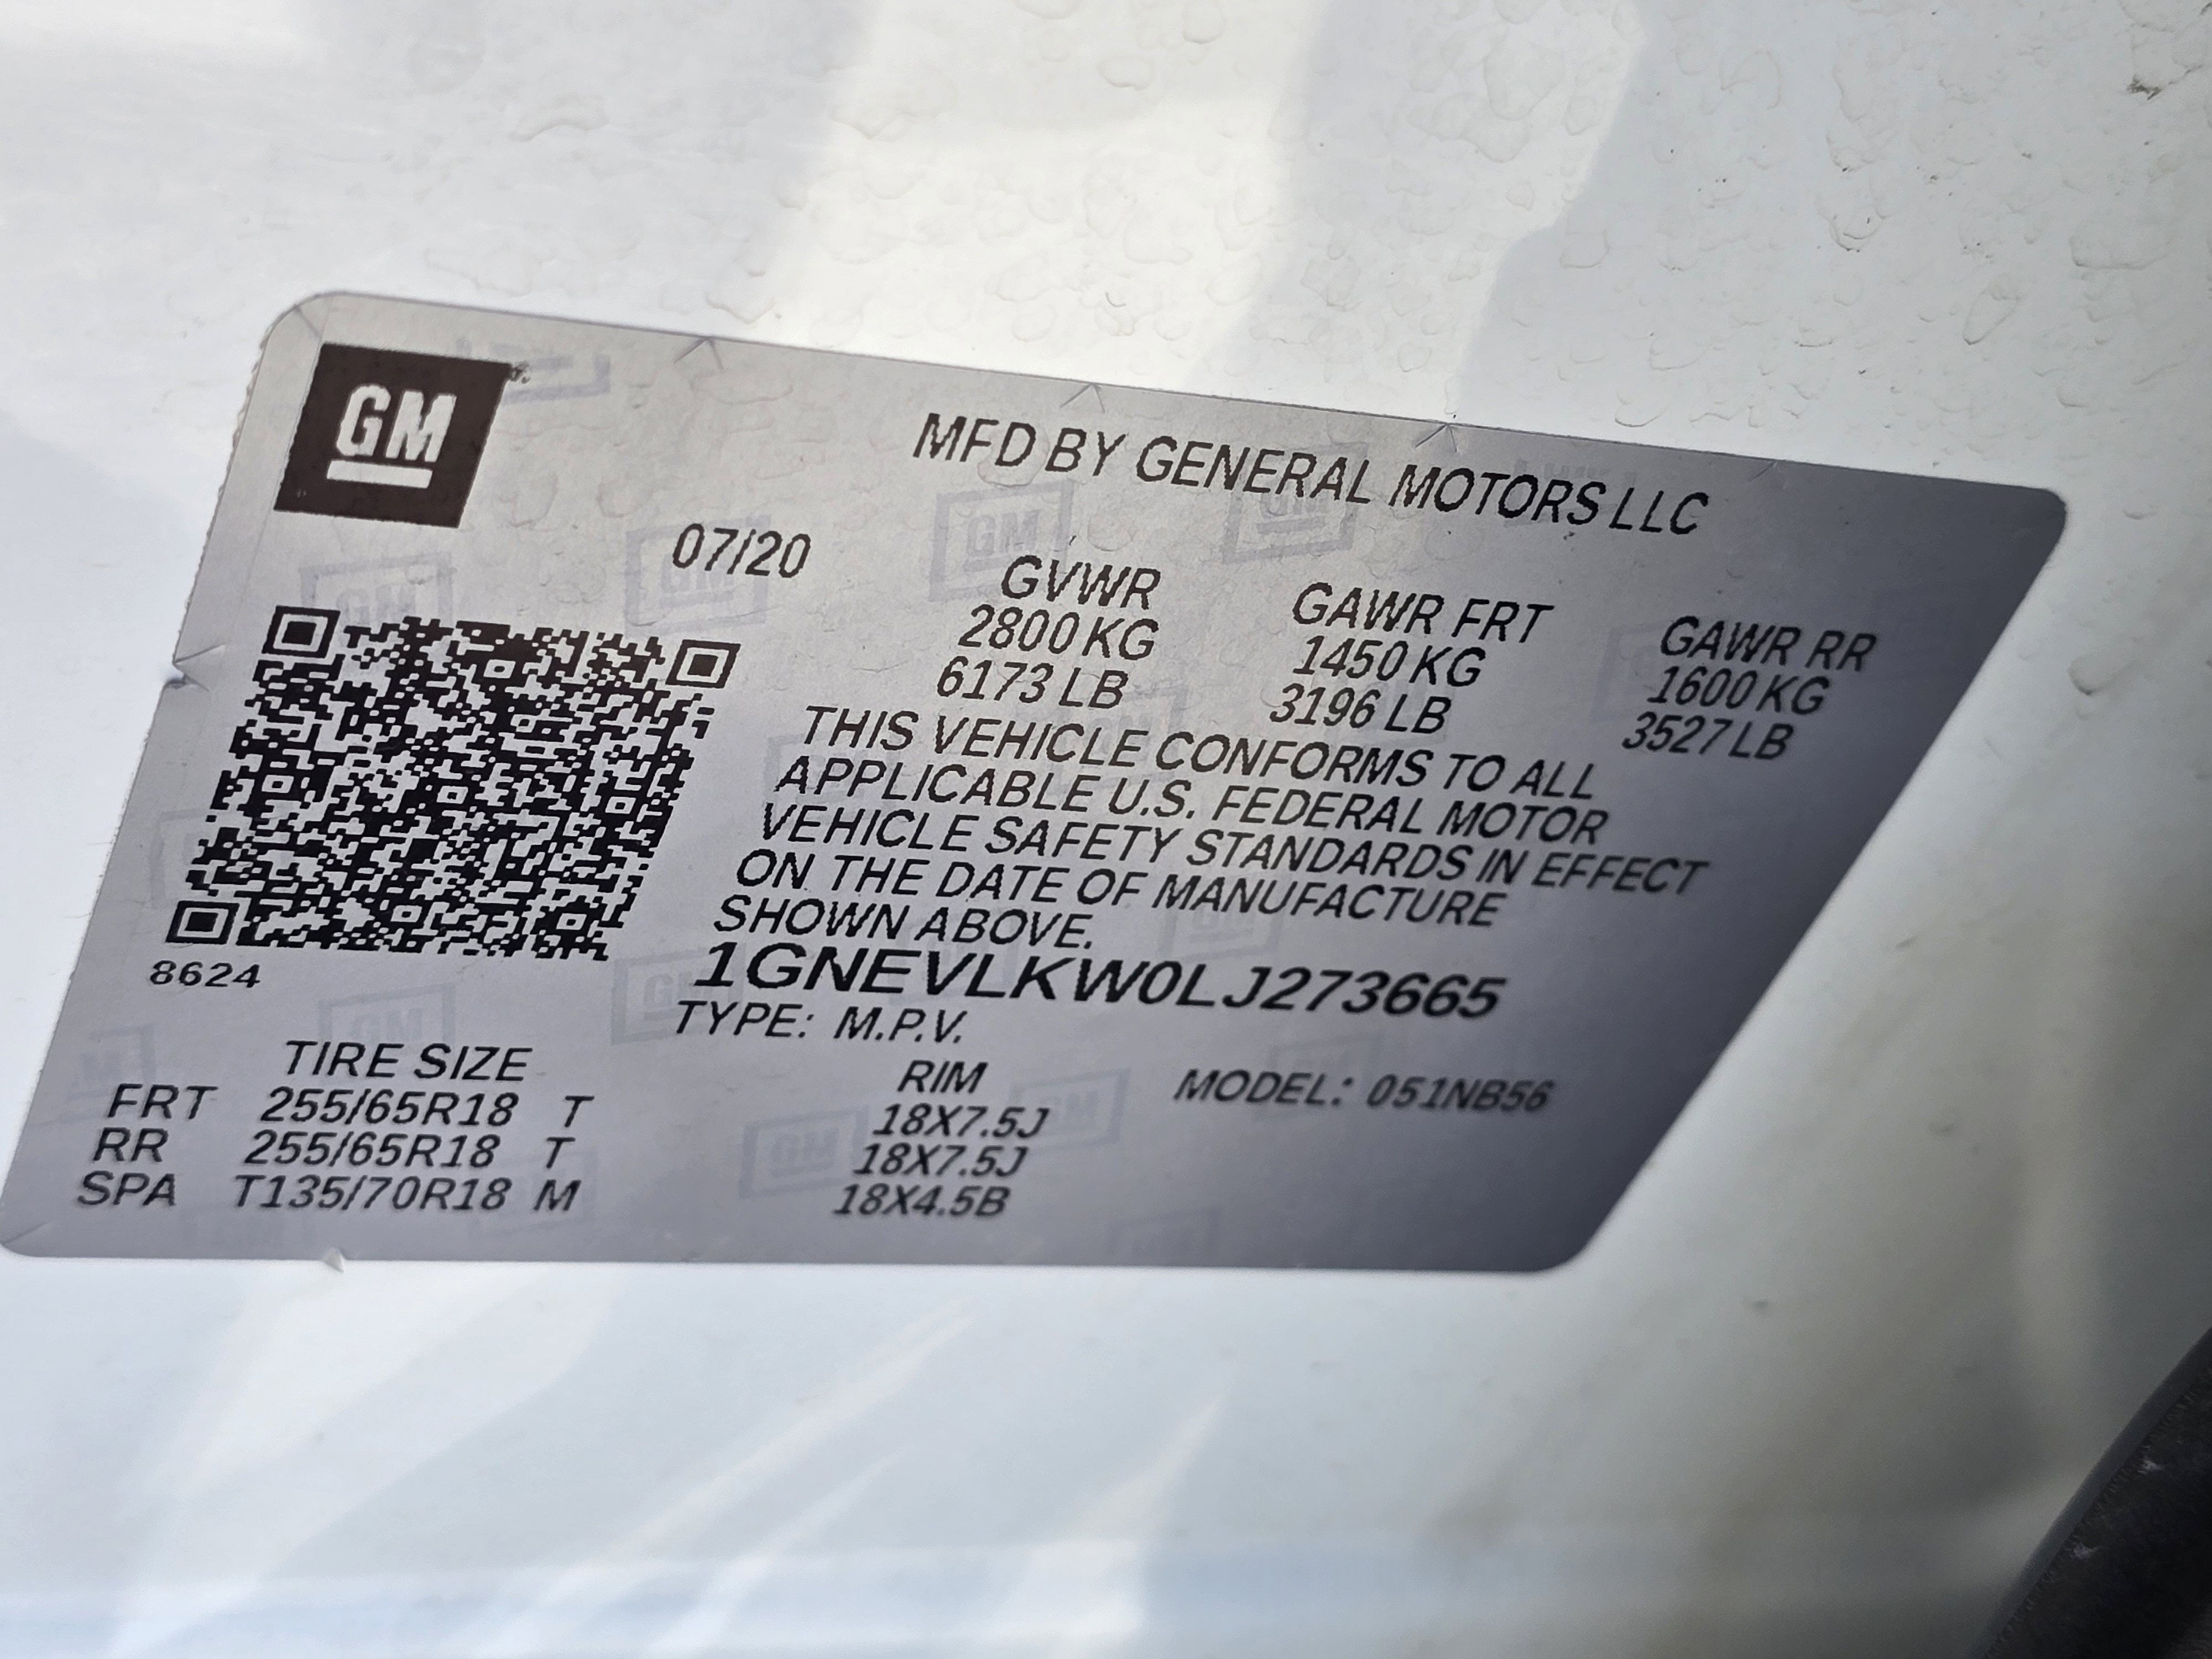 GM
MFD BY GENERAL MOTORS LLC
07/20
GVWR GAWR FRT GAWR RR
2800 KG 1450 KG 1600 KG
6173 LB 3196 LB 3527 LB
THIS VEHICLE CONFORMS TO ALL
APPLICABLE U.S. FEDERAL MOTOR
VEHICLE SAFETY STANDARDS IN EFFECT
ON THE DATE OF MANUFACTURE
SHOWN ABOVE.
8624
1GNEVLKW0LJ273665
TYPE: M.P.V.
TIRE SIZE RIM MODEL: 051NB56
FRT 255/65R18 T 18X7.5J
RR 255/65R18 T 18X7.5J
SPA T135/70R18 M 18X4.5B